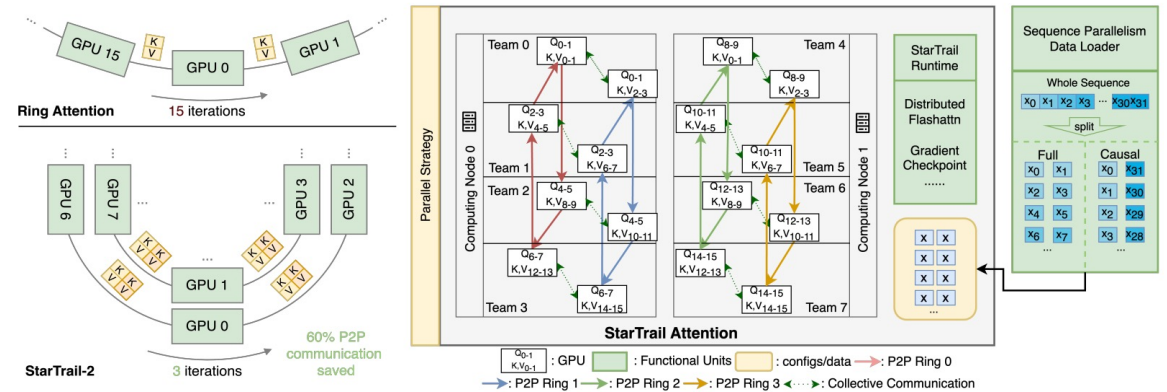 GPU 15
K
V
GPU 0
K
V
GPU 1
Ring Attention
15 iterations
GPU 6
GPU 7
GPU 3
GPU 2
K K
V V
K K
V V
K K
V V
K K
V V
GPU 1
GPU 0
StarTrail-2
3 iterations
60% P2P
communication
saved
Parallel Strategy
Computing Node 0
Team 0
Q0-1
K,V0-1
Q0-1
K,V2-3
Q2-3
K,V4-5
Q2-3
K,V6-7
Team 1
Team 2
Q4-5
K,V8-9
Q4-5
K,V10-11
Q6-7
K,V12-13
Q6-7
K,V14-15
Team 3
Q8-9
K,V0-1
Team 4
Q8-9
K,V2-3
Q10-11
K,V4-5
Q10-11
K,V6-7
Team 5
Team 6
Q12-13
K,V8-9
Q12-13
K,V10-11
Q14-15
K,V12-13
Q14-15
K,V14-15
Team 7
Computing Node 1
StarTrail Attention
StarTrail
Runtime
Distributed
Flashattn
Gradient
Checkpoint
......
x x
x x
x x
x x
...
Sequence Parallelism
Data Loader
Whole Sequence
x0 x1 x2 x3 ... x30 x31
split
Full
Causal
x0 x1 x0 x31
x2 x3 x1 x30
x4 x5 x2 x29
x6 x7 x3 x28
... ...
Q0-1
K,V0-1
: GPU
: Functional Units
: configs/data
: P2P Ring 0
: P2P Ring 1
: P2P Ring 2
: P2P Ring 3
: Collective Communication